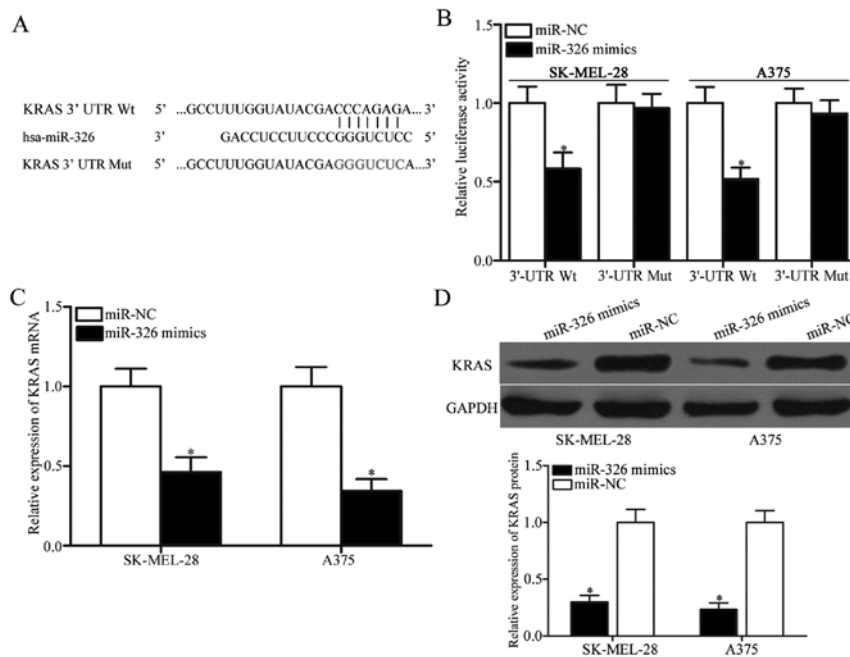 A
KRAS 3' UTR Wt 5' ...GCCUUUGGUAUACGACCCAGAGA...3'
hsa-miR-326 3' GACCUCCUUCCCGGGUCUCC 5'
KRAS 3' UTR Mut 5' ...GCCUUUGGUAUACGAGGGUCUCA...3'
B
miR-NC
miR-326 mimics
SK-MEL-28 A375
Relative luciferase activity
1.5
1.0
0.5
0.0
* *
3'-UTR Wt 3'-UTR Mut 3'-UTR Wt 3'-UTR Mut
C
miR-NC
miR-326 mimics
Relative expression of KRAS mRNA
1.5
1.0
0.5
0.0
* *
SK-MEL-28 A375
D
miR-326 mimics miR-NC miR-326 mimics miR-NC
KRAS
GAPDH
SK-MEL-28 A375
miR-326 mimics
miR-NC
Relative expression of KRAS protein
1.5
1.0
0.5
0.0
* *
SK-MEL-28 A375